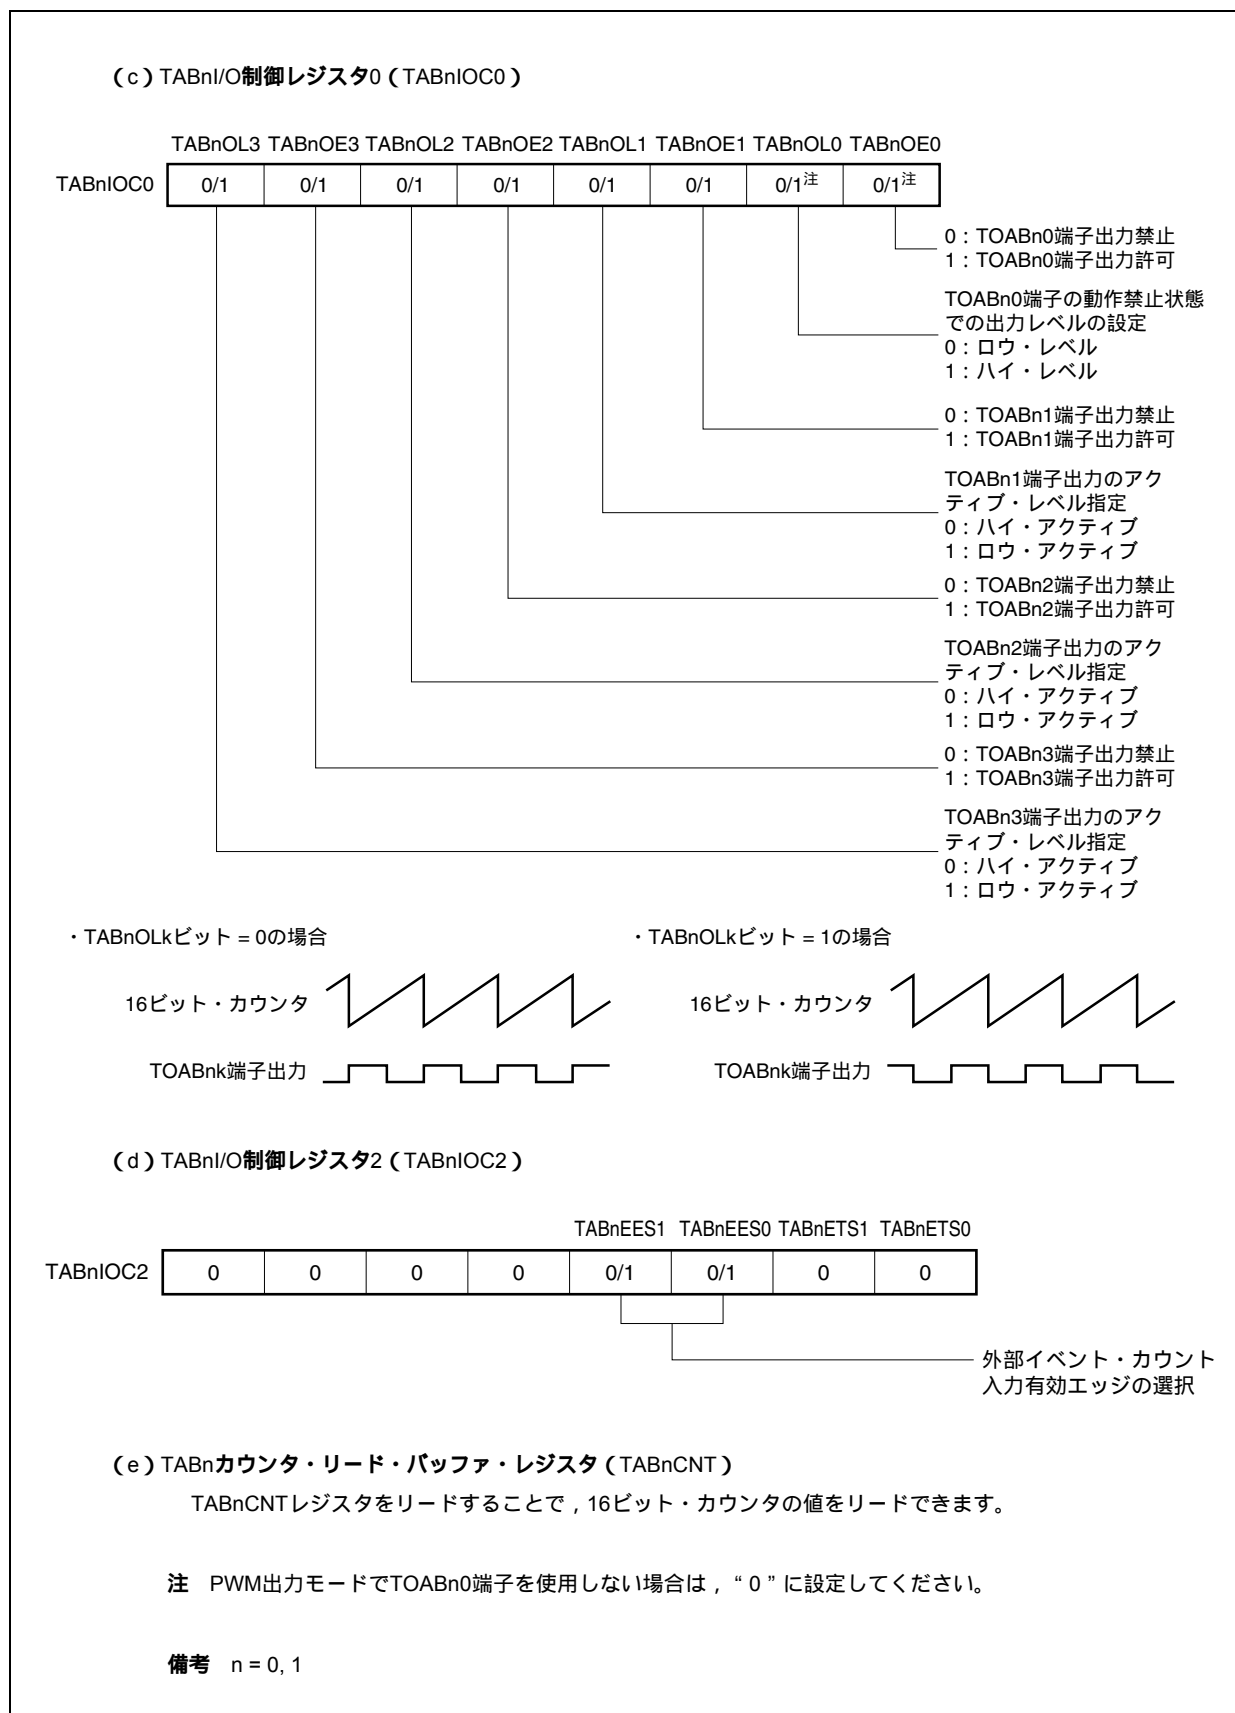 （c）TABnI/O制御レジスタ0（TABnIOC0）
TABnOL3 TABnOE3 TABnOL2 TABnOE2 TABnOL1 TABnOE1 TABnOL0 TABnOE0
TABnIOC0 0/1 0/1 0/1 0/1 0/1 0/1 0/1注 0/1注
0：TOABn0端子出力禁止
1：TOABn0端子出力許可
TOABn0端子の動作禁止状態
での出力レベルの設定
0：ロウ・レベル
1：ハイ・レベル
0：TOABn1端子出力禁止
1：TOABn1端子出力許可
TOABn1端子出力のアク
ティブ・レベル指定
0：ハイ・アクティブ
1：ロウ・アクティブ
0：TOABn2端子出力禁止
1：TOABn2端子出力許可
TOABn2端子出力のアク
ティブ・レベル指定
0：ハイ・アクティブ
1：ロウ・アクティブ
0：TOABn3端子出力禁止
1：TOABn3端子出力許可
TOABn3端子出力のアク
ティブ・レベル指定
0：ハイ・アクティブ
1：ロウ・アクティブ
・TABnOLkビット = 0の場合
16ビット・カウンタ
TOABnk端子出力
・TABnOLkビット = 1の場合
16ビット・カウンタ
TOABnk端子出力
（d）TABnI/O制御レジスタ2（TABnIOC2）
TABnEES1 TABnEES0 TABnETS1 TABnETS0
TABnIOC2 0 0 0 0 0/1 0/1 0 0
外部イベント・カウント
入力有効エッジの選択
（e）TABnカウンタ・リード・バッファ・レジスタ（TABnCNT）
TABnCNTレジスタをリードすることで，16ビット・カウンタの値をリードできます。
注 PWM出力モードでTOABn0端子を使用しない場合は，“0”に設定してください。
備考 n = 0, 1